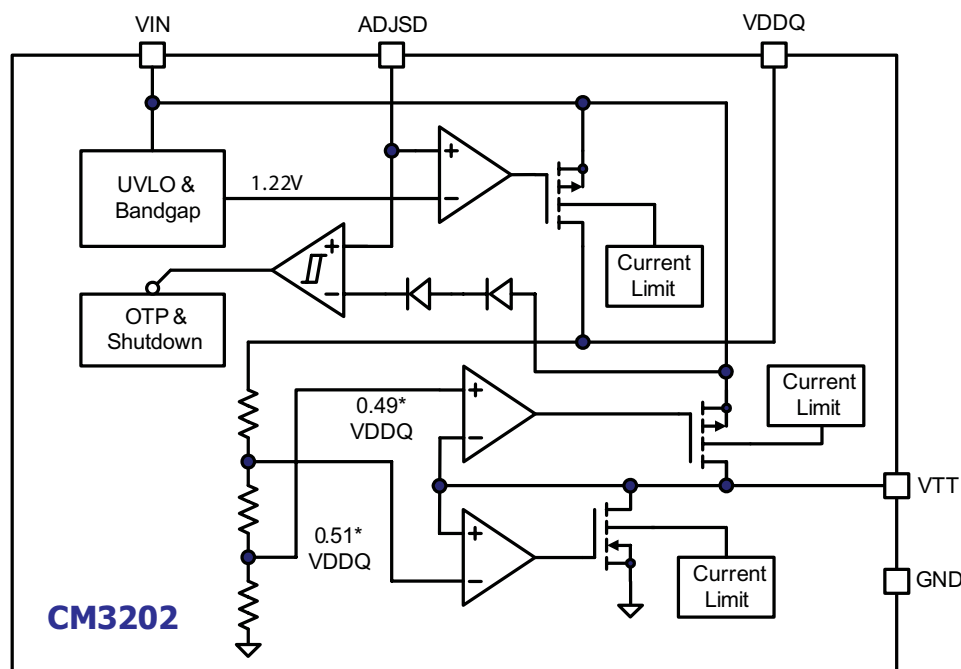 VIN
ADJSD
VDDQ
UVLO &
Bandgap
1.22V
+
−
Current
Limit
+
−
OTP &
Shutdown
0.49*
VDDQ
+
−
Current
Limit
VTT
0.51*
VDDQ
+
−
Current
Limit
GND
CM3202